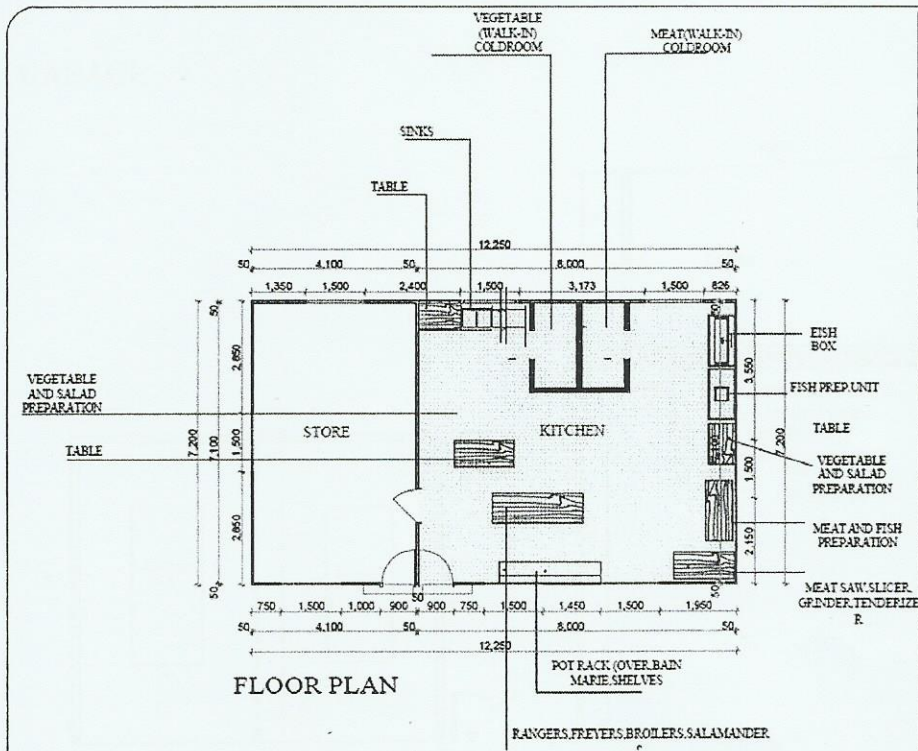 VEGETABLE
(WALK-IN)
COLDROOM
MEAT(WALK-IN)
COLDROOM
SINKS
TABLE
12,250
50 4,100 50 8,000 50
1,350 1,500 2,400 1,500 3,173 1,500 826
50
50
2,850
3,550
FISH
BOX
FISH PREP.UNIT
VEGETABLE
AND SALAD
PREPARATION
7,200
7,100
1,500
STORE
KITCHEN
7,200
TABLE
TABLE
1,500
VEGETABLE
AND SALAD
PREPARATION
2,850
2,150
MEAT AND FISH
PREPARATION
50
50
50
MEAT SAW,SLICER,
GRINDER,TENDERIZE
R
750 1,500 1,000 900 900 750 1,500 1,450 1,500 1,950
50 4,100 50 8,000 50
12,250
POT RACK (OVER,BAIN
MARIE,SHELVES
FLOOR PLAN
RANGERS,FREYERS,BROILERS,SALAMANDER